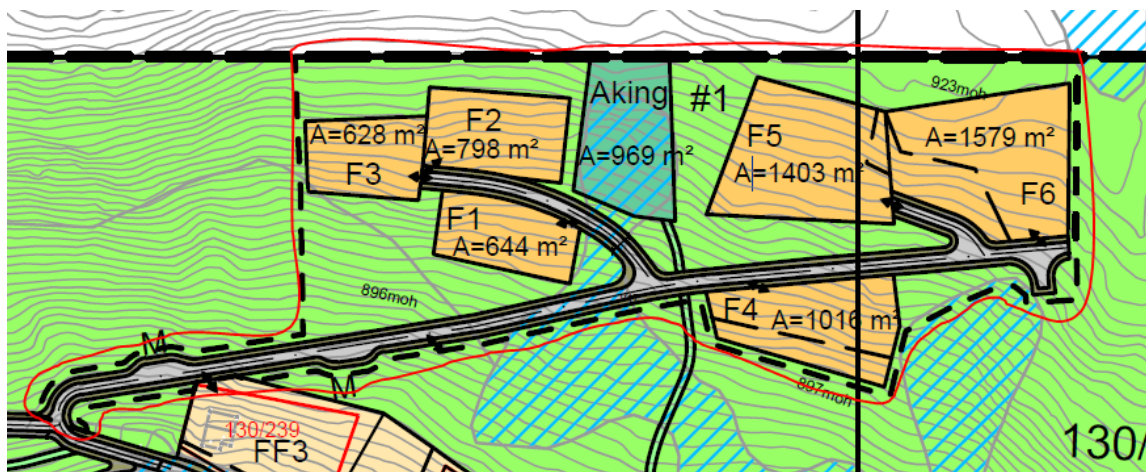 923moh
Aking
#1
F2
A=628 m²
A=798 m²
F5
A=1579 m²
A=969 m²
F3
A=1403 m²
F6
F1
A=644 m²
896moh
F4
A=1016 m²
M
M
897moh
130/239
FF3
130/